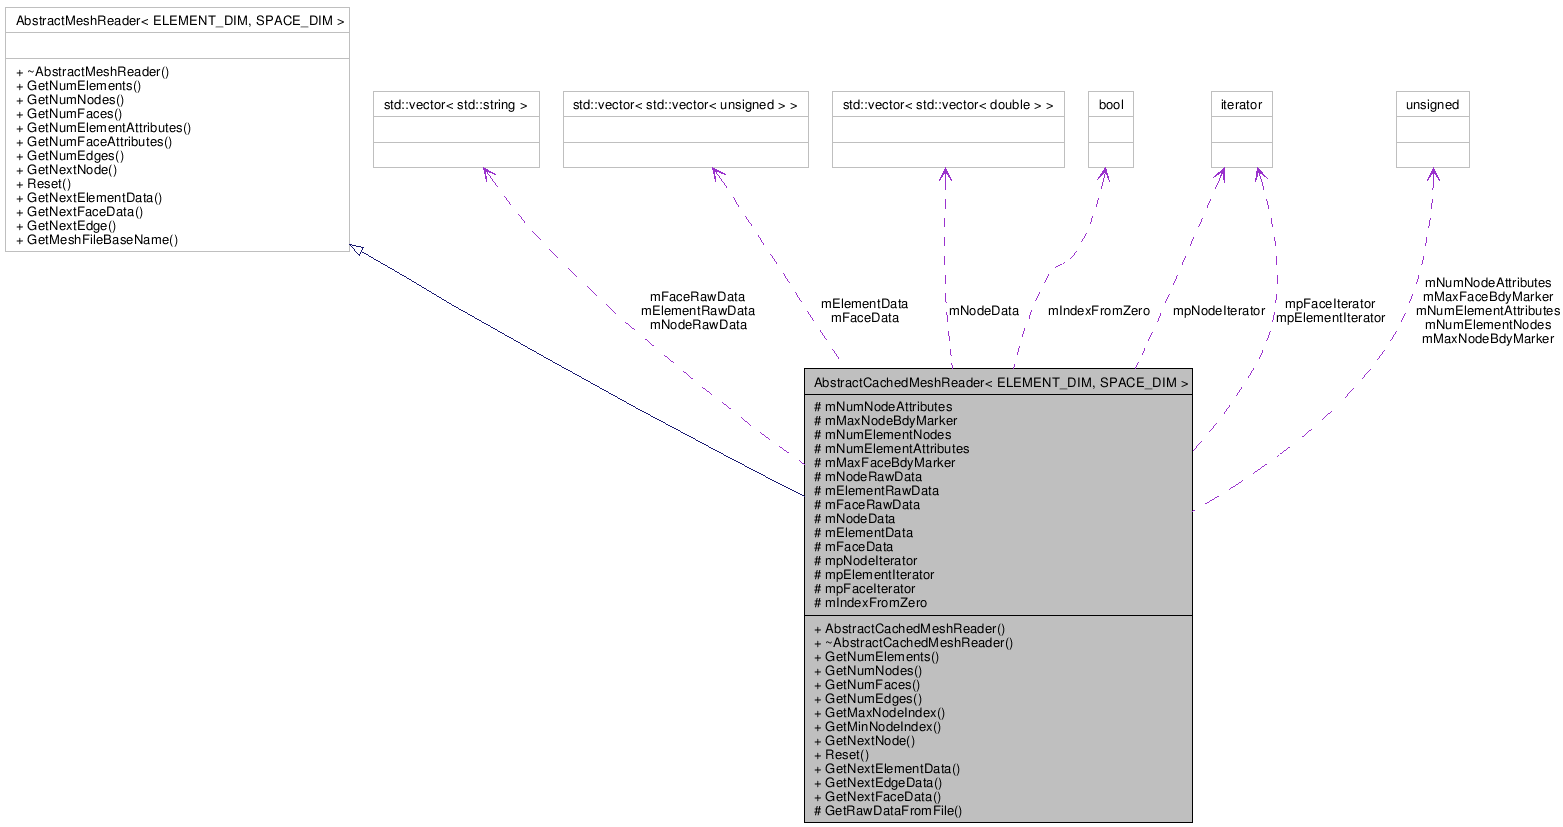 AbstractMeshReader< ELEMENT_DIM, SPACE_DIM >
+ ~AbstractMeshReader()
+ GetNumElements()
+ GetNumNodes()
+ GetNumFaces()
+ GetNumElementAttributes()
+ GetNumFaceAttributes()
+ GetNumEdges()
+ GetNextNode()
+ Reset()
+ GetNextElementData()
+ GetNextFaceData()
+ GetNextEdge()
+ GetMeshFileBaseName()
std::vector< std::string >
std::vector< std::vector< unsigned > >
std::vector< std::vector< double > >
bool
iterator
unsigned
mFaceRawData
mElementRawData
mNodeRawData
mElementData
mFaceData
mNodeData
mIndexFromZero
mpNodeIterator
mpFaceIterator
mpElementIterator
mNumNodeAttributes
mMaxFaceBdyMarker
mNumElementAttributes
mNumElementNodes
mMaxNodeBdyMarker
AbstractCachedMeshReader< ELEMENT_DIM, SPACE_DIM >
# mNumNodeAttributes
# mMaxNodeBdyMarker
# mNumElementNodes
# mNumElementAttributes
# mMaxFaceBdyMarker
# mNodeRawData
# mElementRawData
# mFaceRawData
# mNodeData
# mElementData
# mFaceData
# mpNodeIterator
# mpElementIterator
# mpFaceIterator
# mIndexFromZero
+ AbstractCachedMeshReader()
+ ~AbstractCachedMeshReader()
+ GetNumElements()
+ GetNumNodes()
+ GetNumFaces()
+ GetNumEdges()
+ GetMaxNodeIndex()
+ GetMinNodeIndex()
+ GetNextNode()
+ Reset()
+ GetNextElementData()
+ GetNextEdgeData()
+ GetNextFaceData()
# GetRawDataFromFile()